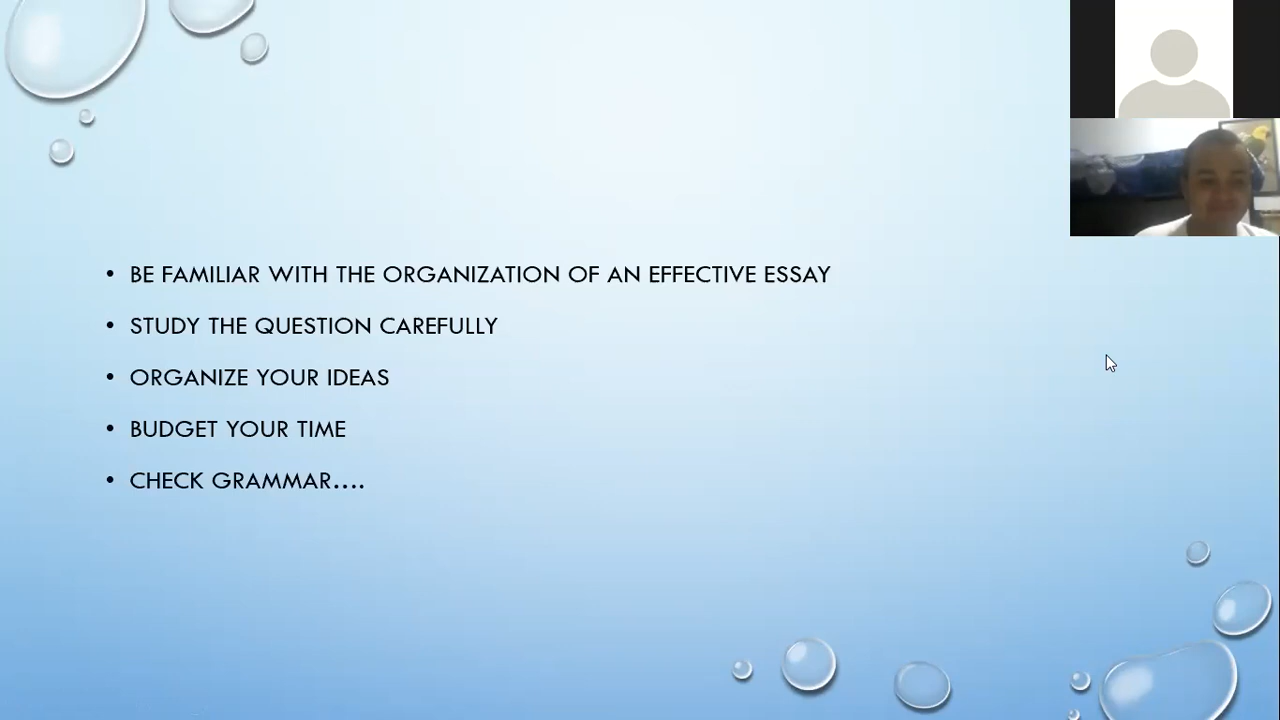 • BE FAMILIAR WITH THE ORGANIZATION OF AN EFFECTIVE ESSAY
• STUDY THE QUESTION CAREFULLY
• ORGANIZE YOUR IDEAS
• BUDGET YOUR TIME
• CHECK GRAMMAR....